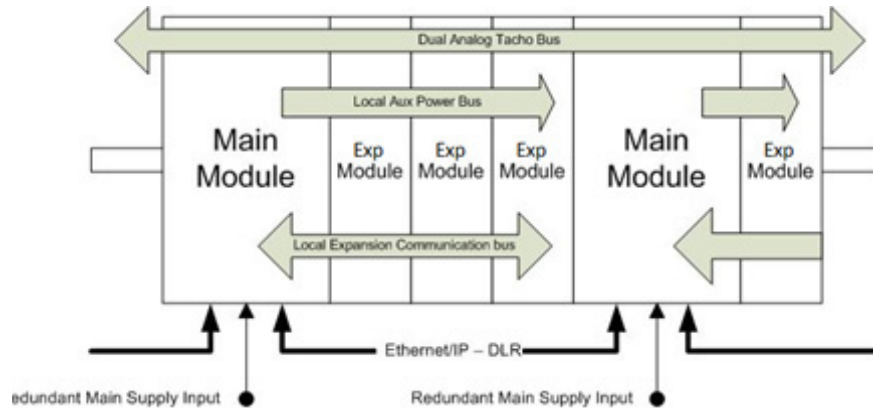 Dual Analog Tacho Bus
Local Aux Power Bus
Main
Module
Exp
Module
Exp
Module
Exp
Module
Main
Module
Exp
Module
Local Expansion Communication bus
Ethernet/IP – DLR
edundant Main Supply Input
Redundant Main Supply Input